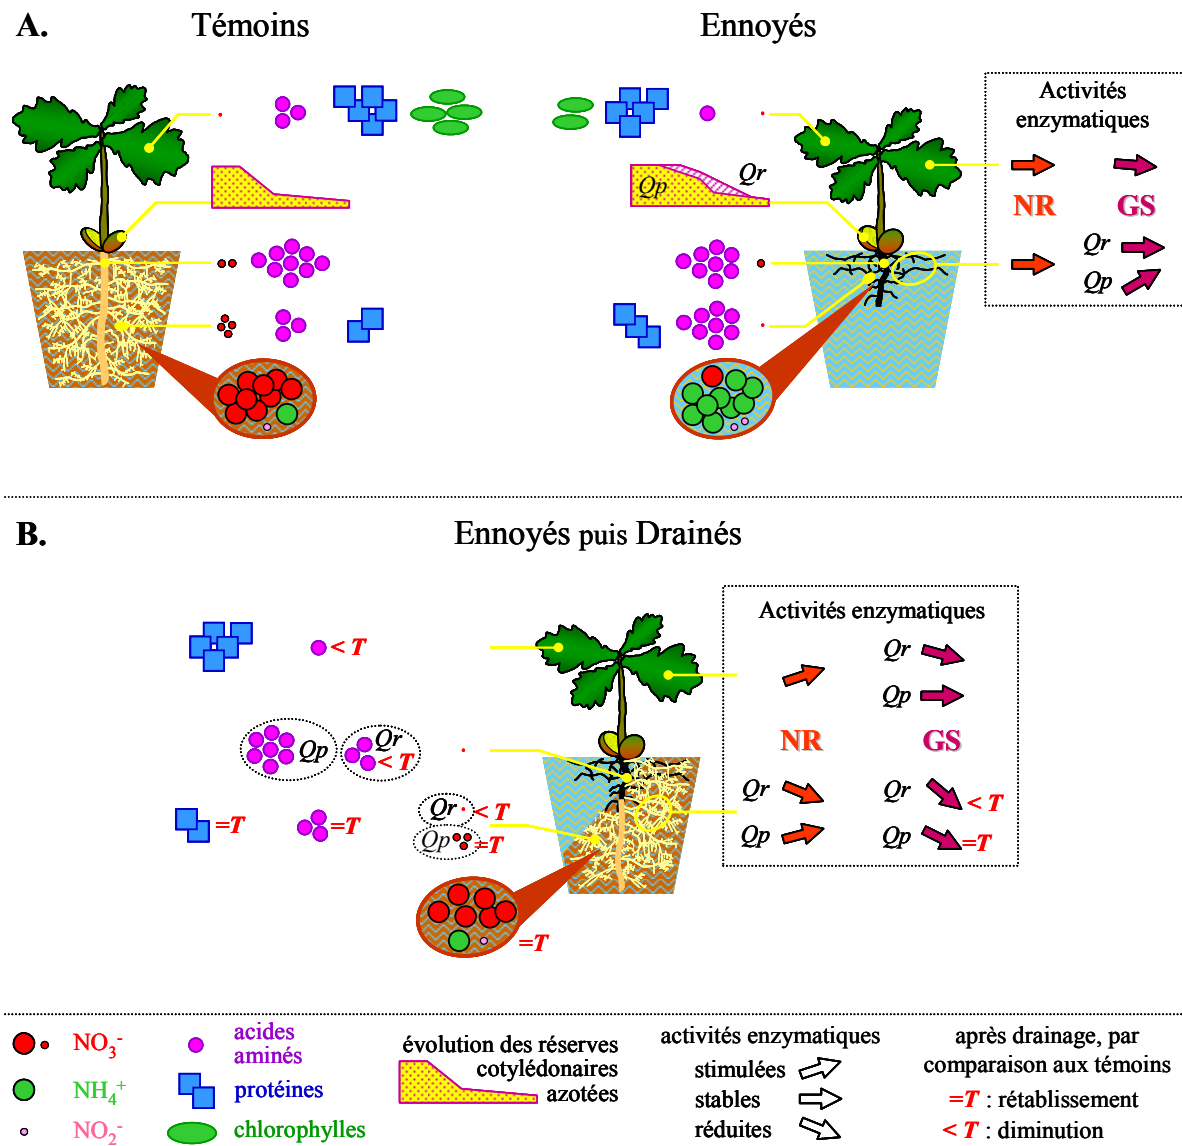 A.
Témoins
Ennoyés
Activités
enzymatiques
Qp
Qr
NR
GS
Qr
Qp
B.
Ennoyés puis Drainés
Activités enzymatiques
< T
Qr
Qp
Qp
Qr
< T
NR
GS
Qr
Qr
< T
Qp
Qp
=T
=T
=T
Qr
< T
Qp
=T
=T
NO3-
acides
aminés
évolution des réserves
cotylédonaires
azotées
activités enzymatiques
après drainage, par
comparaison aux témoins
NH4+
protéines
stimulées
stables
=T : rétablissement
NO2-
chlorophylles
réduites
< T : diminution